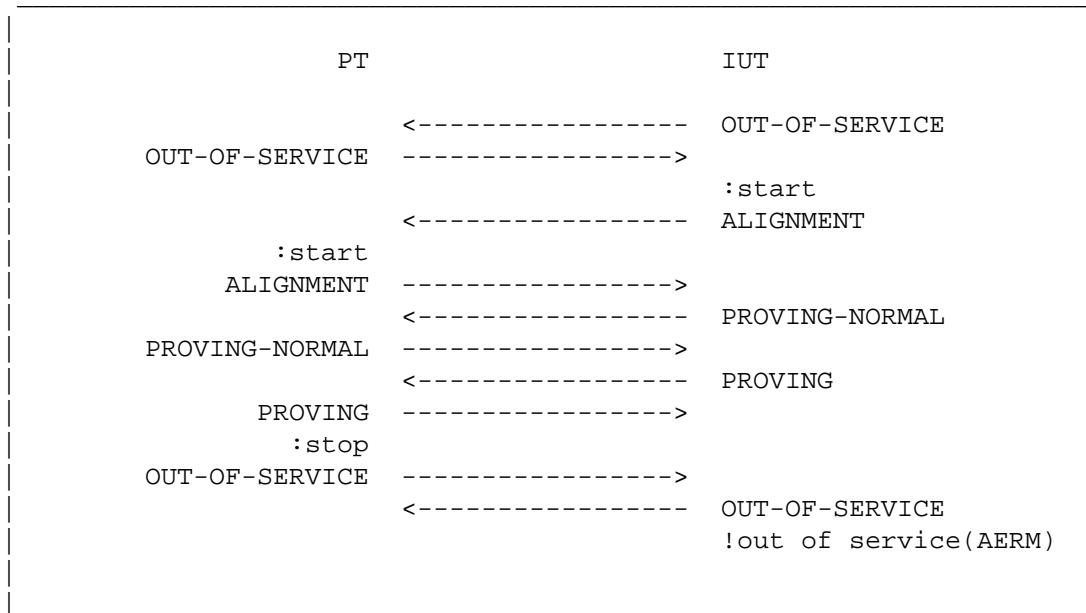 PT IUT
<----------------- OUT-OF-SERVICE
OUT-OF-SERVICE ----------------->
:start
<----------------- ALIGNMENT
:start
ALIGNMENT ----------------->
<----------------- PROVING-NORMAL
PROVING-NORMAL ----------------->
<----------------- PROVING
PROVING ----------------->
:stop
OUT-OF-SERVICE ----------------->
<----------------- OUT-OF-SERVICE
!out of service(AERM)